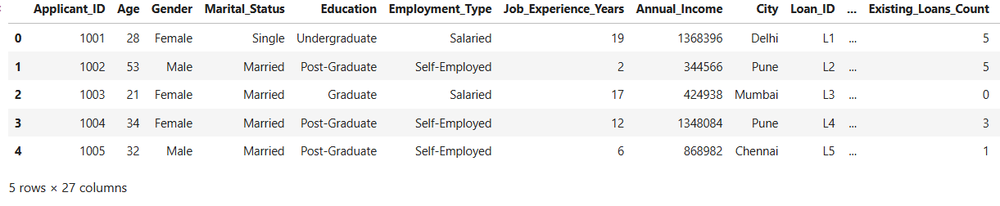 Applicant_ID Age Gender Marital_Status Education Employment_Type Job_Experience_Years Annual_Income City Loan_ID ... Existing_Loans_Count
0 1001 28 Female Single Undergraduate Salaried 19 1368396 Delhi L1 ... 5
1 1002 53 Male Married Post-Graduate Self-Employed 2 344566 Pune L2 ... 5
2 1003 21 Female Married Graduate Salaried 17 424938 Mumbai L3 ... 0
3 1004 34 Female Married Post-Graduate Self-Employed 12 1348084 Pune L4 ... 3
4 1005 32 Male Married Post-Graduate Self-Employed 6 868982 Chennai L5 ... 1
5 rows × 27 columns